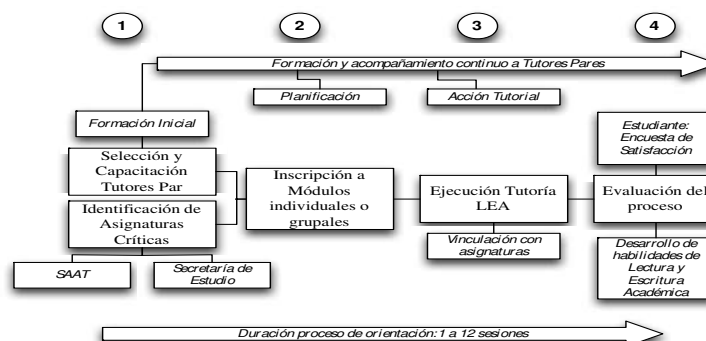 1
2
3
4
Formación y acompañamiento continuo a Tutores Pares
Planificación
Acción Tutorial
Formación Inicial
Estudiante:
Encuesta de
Satisfacción
Selección y
Capacitación
Tutores Par
Inscripción a
Módulos
individuales o
grupales
Ejecución Tutoría
LEA
Evaluación del
proceso
Identificación de
Asignaturas
Críticas
Vinculación con
asignaturas
Desarrollo de
habilidades de
Lectura y
Escritura
Académica
SAAT
Secretaría de
Estudio
Duración proceso de orientación: 1 a 12 sesiones